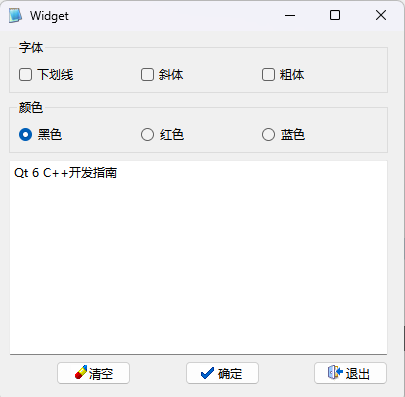 Widget
字体
下划线 斜体 粗体
颜色
黑色 红色 蓝色
Qt 6 C++开发指南
清空 确定 退出